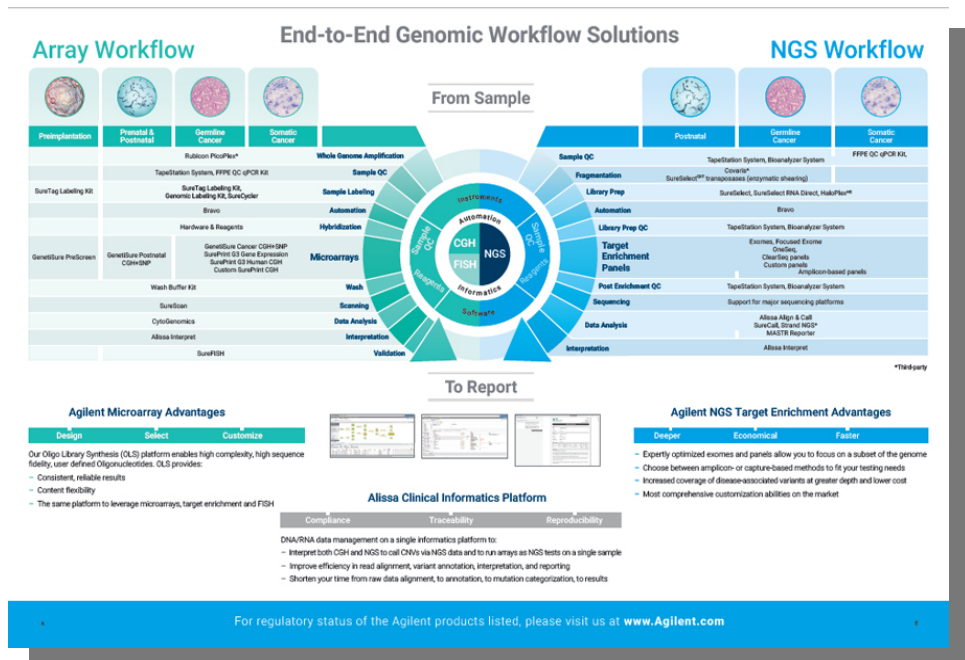 End-to-End Genomic Workflow Solutions
Array Workflow
NGS Workflow
From Sample
Preimplantation
Prenatal & Postnatal
Germline Cancer
Somatic Cancer
Rubicon PicoPlex*
Whole Genome Amplification
TapeStation System, FFPE QC qPCR Kit
Sample QC
SureTag Labeling Kit
SureTag Labeling Kit,
Genomic Labeling Kit, SureCycler
Sample Labeling
Bravo
Automation
Hardware & Reagents
Hybridization
GenetiSure PreScreen
GenetiSure Postnatal
CGH+SNP
GenetiSure Cancer CGH+SNP
SurePrint G3 Gene Expression
SurePrint G3 Human CGH
Custom SurePrint CGH
Microarrays
Wash Buffer Kit
Wash
SureScan
Scanning
CytoGenomics
Data Analysis
Alissa Interpret
Interpretation
SureFISH
Validation
Instruments
Automation
Sample QC
CGH
FISH
NGS
Sample QC
Reagents
Reagents
Informatics
Software
Postnatal
Germline Cancer
Somatic Cancer
Sample QC
TapeStation System, Bioanalyzer System
FFPE QC qPCR Kit,
Fragmentation
Covaris*
SureSelect QXT transposases (enzymatic shearing)
Library Prep
SureSelect, SureSelect RNA Direct, HaloPlex HS
Automation
Bravo
Library Prep QC
TapeStation System, Bioanalyzer System
Target
Enrichment
Panels
Exomes, Focused Exome
OneSeq,
ClearSeq panels
Custom panels
Amplicon-based panels
Post Enrichment QC
TapeStation System, Bioanalyzer System
Sequencing
Support for major sequencing platforms
Data Analysis
Alissa Align & Call
SureCall, Strand NGS*
MASTR Reporter
Interpretation
Alissa Interpret
*Third-party
To Report
Agilent Microarray Advantages
Design Select Customize
Our Oligo Library Synthesis (OLS) platform enables high complexity, high sequence
fidelity, user defined Oligonucleotides. OLS provides:
– Consistent, reliable results
– Content flexibility
– The same platform to leverage microarrays, target enrichment and FISH
Alissa Clinical Informatics Platform
Compliance Traceability Reproducibility
DNA/RNA data management on a single informatics platform to:
– Interpret both CGH and NGS to call CNVs via NGS data and to run arrays as NGS tests on a single sample
– Improve efficiency in read alignment, variant annotation, interpretation, and reporting
– Shorten your time from raw data alignment, to annotation, to mutation categorization, to results
Agilent NGS Target Enrichment Advantages
Deeper Economical Faster
– Expertly optimized exomes and panels allow you to focus on a subset of the genome
– Choose between amplicon- or capture-based methods to fit your testing needs
– Increased coverage of disease-associated variants at greater depth and lower cost
– Most comprehensive customization abilities on the market
For regulatory status of the Agilent products listed, please visit us at www.Agilent.com